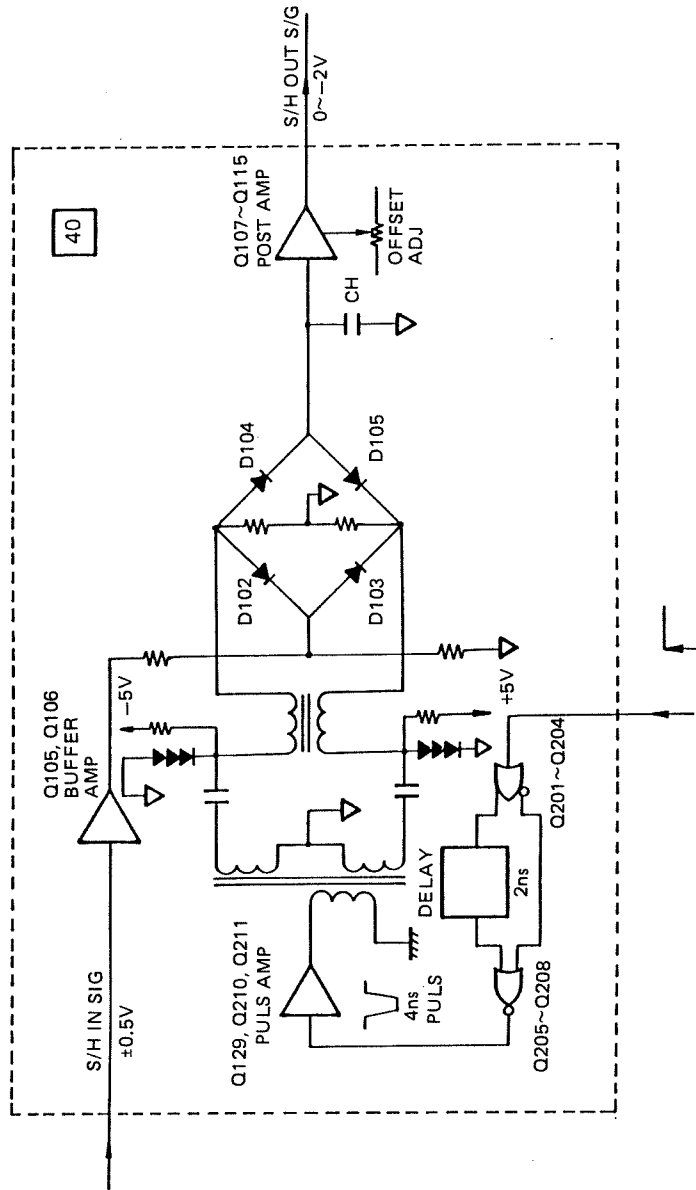 S/H IN SIG
±0.5V
Q105, Q106
BUFFER
AMP
−5V
40
Q107~Q115
POST AMP
S/H OUT S/G
0~−2V
OFFSET
ADJ
CH
D104
D105
D102
D103
+5V
Q129, Q210, Q211
PULS AMP
4ns
PULS
DELAY
2ns
Q201~Q204
Q205~Q208